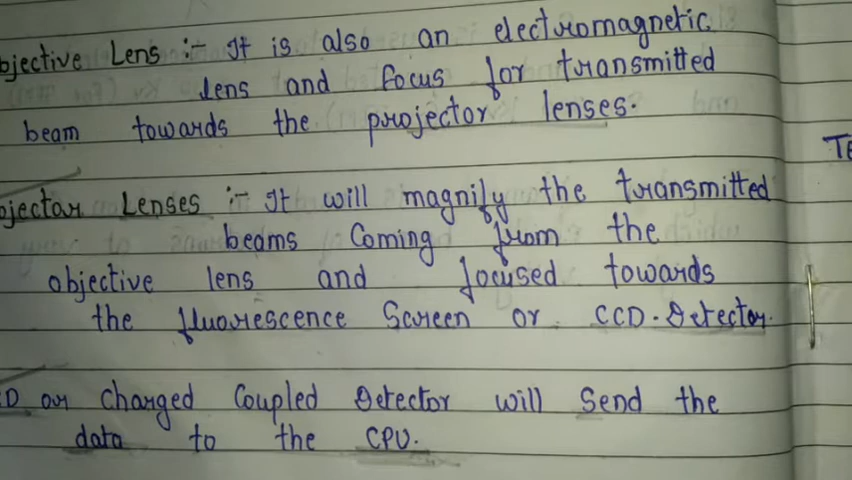 bjective Lens :- It is also an electromagnetic
lens and focus for transmitted
beam towards the projector lenses.
ojector Lenses :- It will magnify the transmitted
beams Coming from the
objective lens and focused towards
the fluorescence Screen or CCD. Detector.
D or charged Coupled Detector will Send the
data to the CPU.
TE